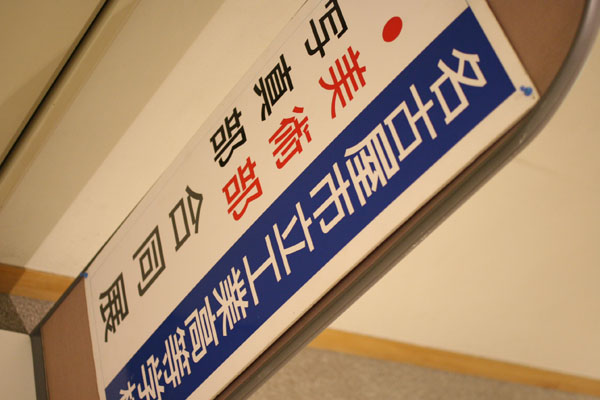 名古屋市立工業高等学校
●美術部
写真部 合同展